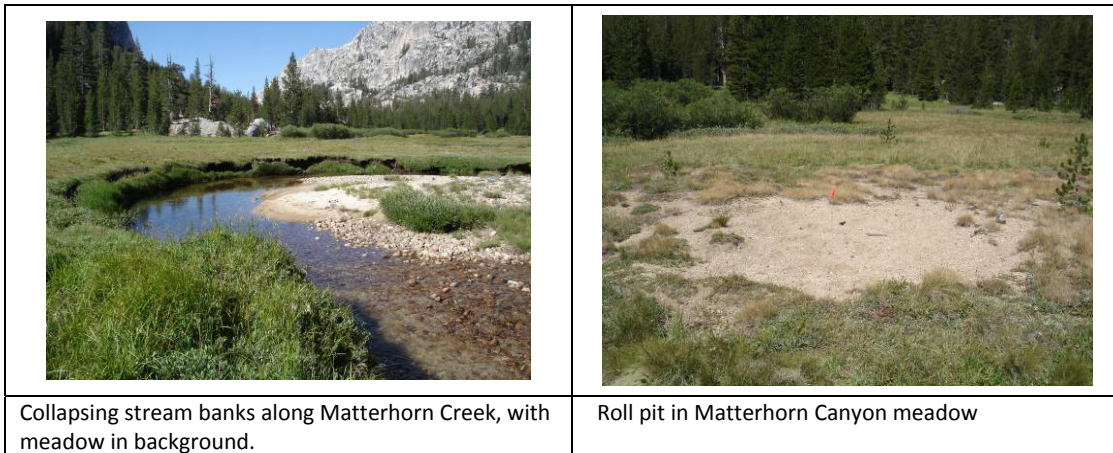 Collapsing stream banks along Matterhorn Creek, with
meadow in background.
Roll pit in Matterhorn Canyon meadow